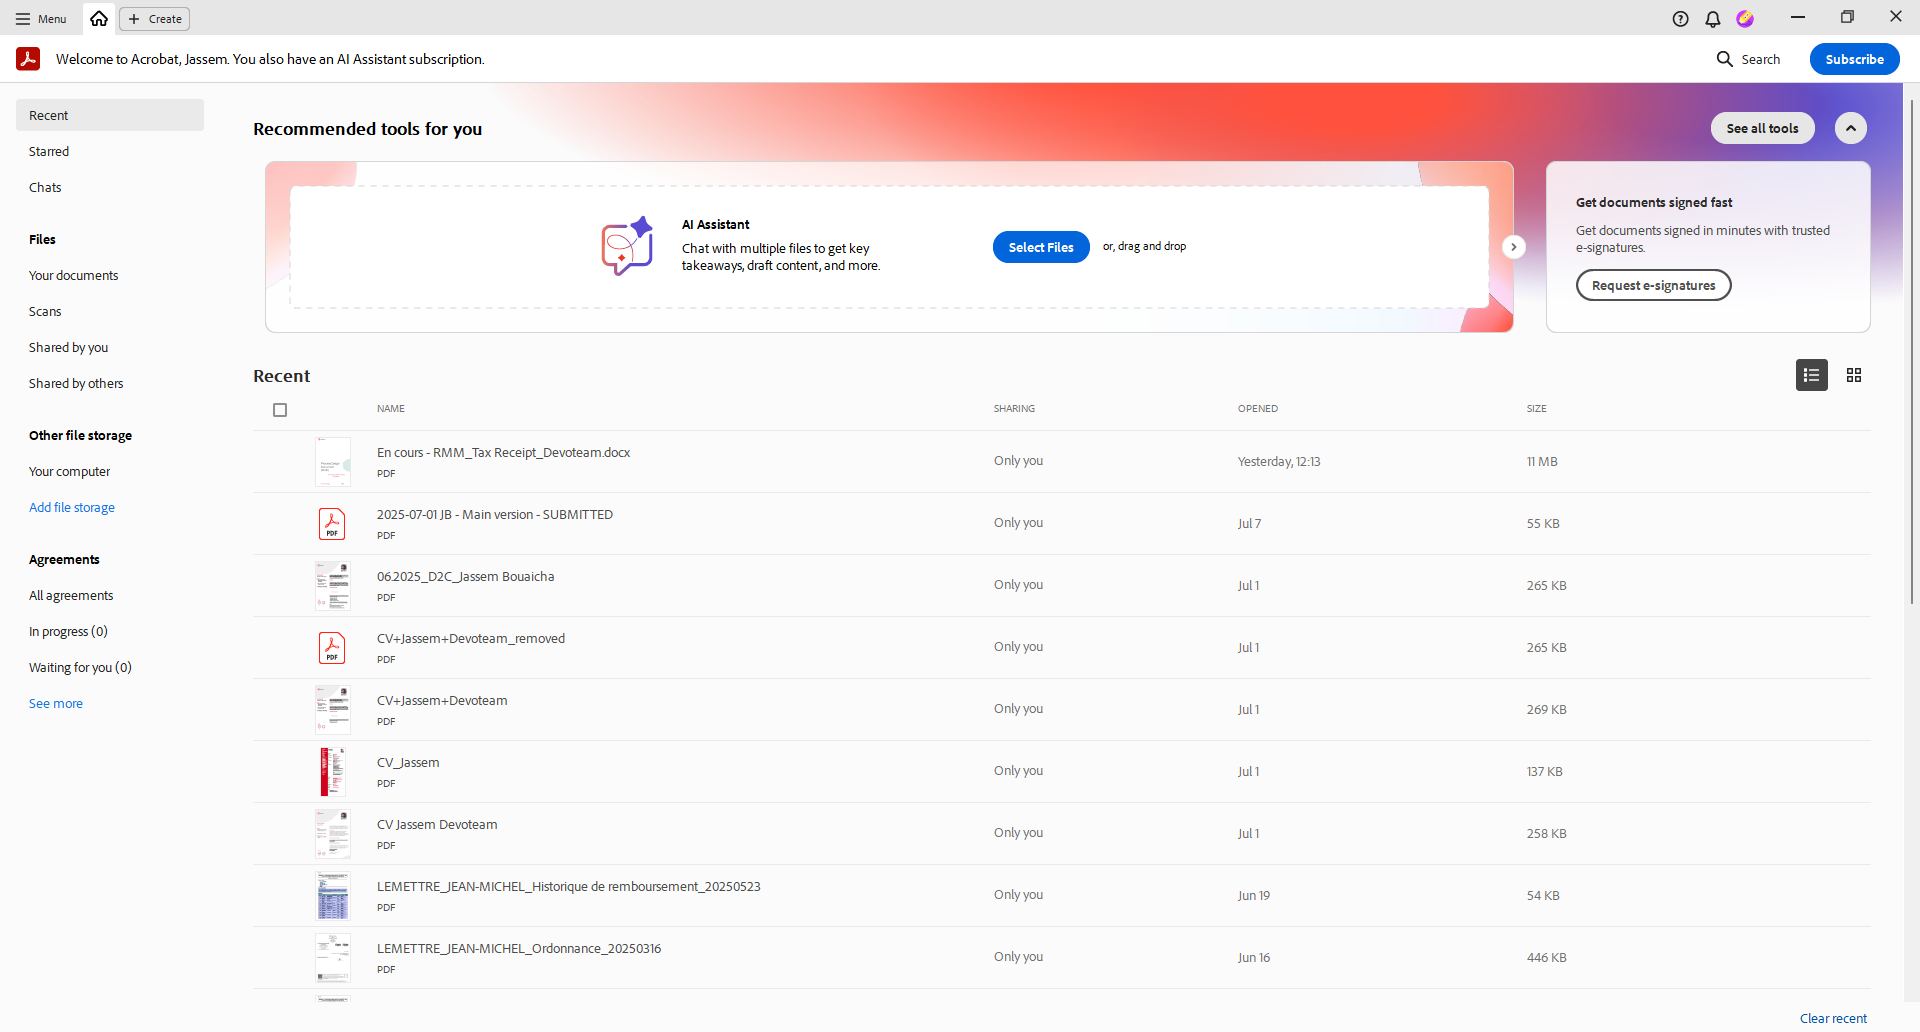 Menu
Create
Welcome to Acrobat, Jassem. You also have an AI Assistant subscription.
Search
Subscribe
Recent
Starred
Chats
Files
Your documents
Scans
Shared by you
Shared by others
Other file storage
Your computer
Add file storage
Agreements
All agreements
In progress (0)
Waiting for you (0)
See more
Recommended tools for you
See all tools
AI Assistant
Chat with multiple files to get key
takeaways, draft content, and more.
Select Files
or, drag and drop
Get documents signed fast
Get documents signed in minutes with trusted
e-signatures.
Request e-signatures
Recent
NAME SHARING OPENED SIZE
En cours - RMM_Tax Receipt_Devoteam.docx
PDF
Only you
Yesterday, 12:13
11 MB
PDF
2025-07-01 JB - Main version - SUBMITTED
PDF
Only you
Jul 7
55 KB
06.2025_D2C_Jassem Bouaicha
PDF
Only you
Jul 1
265 KB
PDF
CV+Jassem+Devoteam_removed
PDF
Only you
Jul 1
265 KB
CV+Jassem+Devoteam
PDF
Only you
Jul 1
269 KB
CV_Jassem
PDF
Only you
Jul 1
137 KB
CV Jassem Devoteam
PDF
Only you
Jul 1
258 KB
LEMETTRE_JEAN-MICHEL_Historique de remboursement_20250523
PDF
Only you
Jun 19
54 KB
LEMETTRE_JEAN-MICHEL_Ordonnance_20250316
PDF
Only you
Jun 16
446 KB
Clear recent